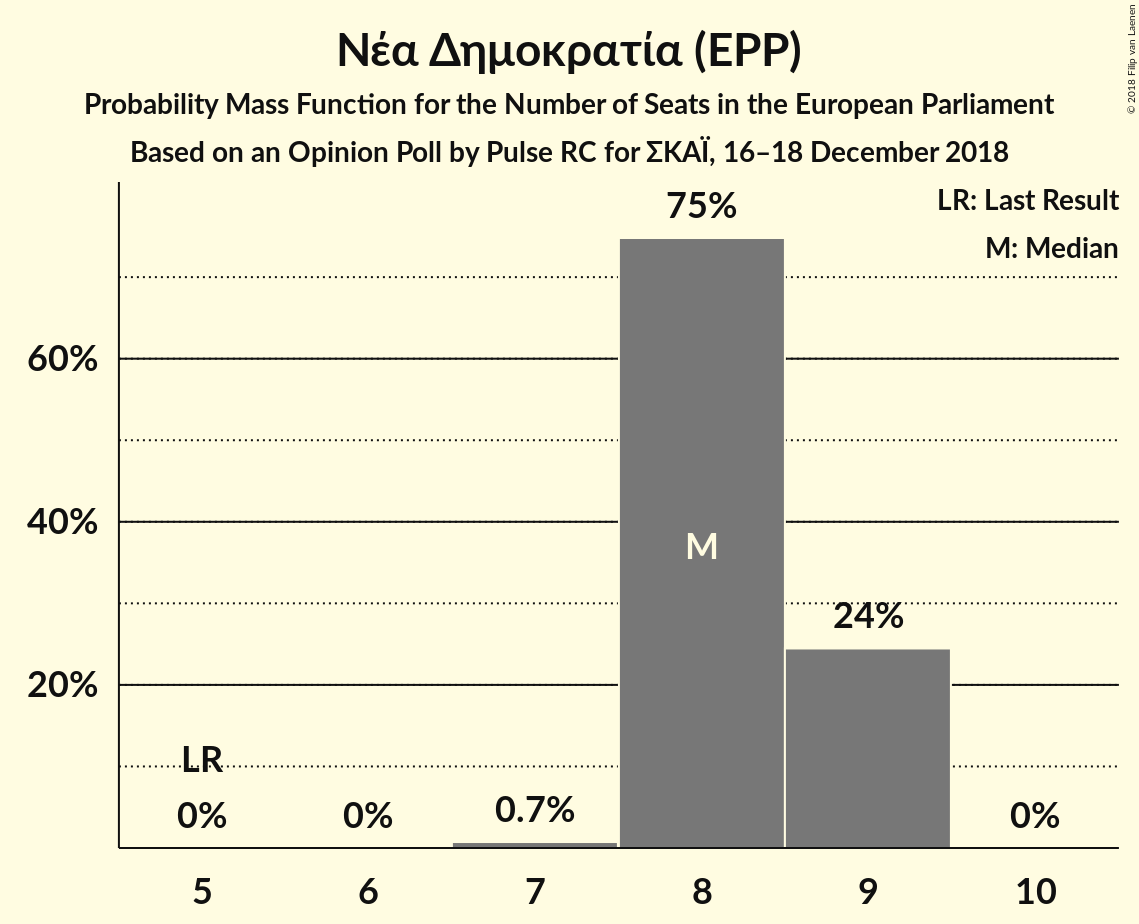 Νέα Δημοκρατία (EPP)
Probability Mass Function for the Number of Seats in the European Parliament
Based on an Opinion Poll by Pulse RC for ΣΚΑΪ, 16–18 December 2018
© 2018 Filip van Laenen
LR: Last Result
M: Median
75%
60%
40%
M
24%
20%
LR
0%
0%
0.7%
0%
5
6
7
8
9
10